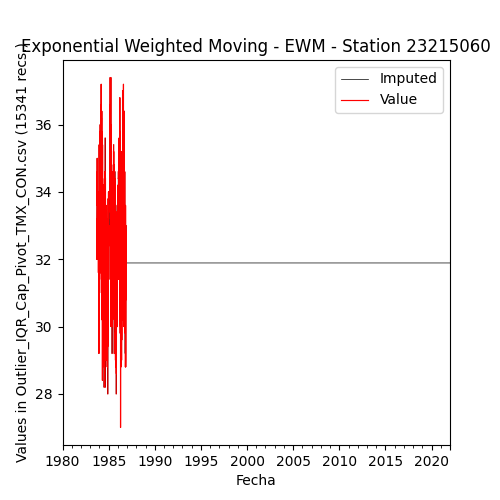 Exponential Weighted Moving - EWM - Station 23215060
Imputed
Value
Values in Outlier_IQR_Cap_Pivot_TMX_CON.csv (15341 recs.)
36
34
32
30
28
1980 1985 1990 1995 2000 2005 2010 2015 2020
Fecha